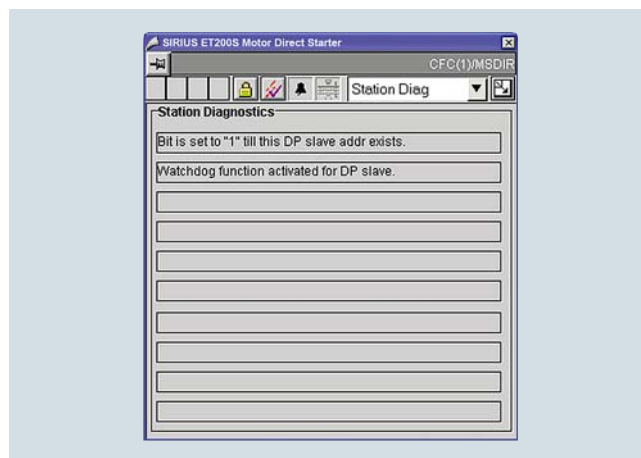 SIRIUS ET200S Motor Direct Starter
CFC(1)/MSDIR
Station Diag
Station Diagnostics
Bit is set to "1" till this DP slave addr exists.
Watchdog function activated for DP slave.